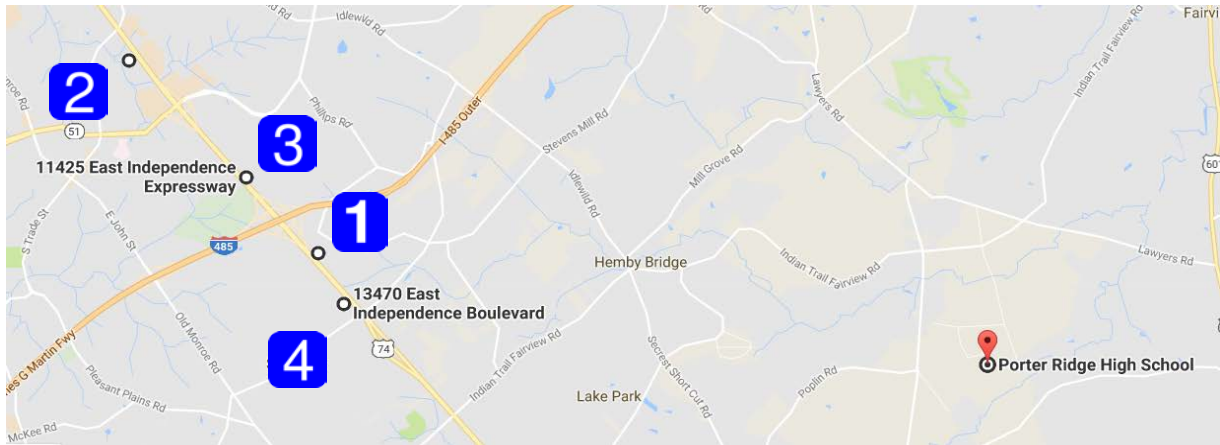 Idlewild Rd
Fairvi
2
51
Phillips Rd
I-485 Outer
Lawyers Rd
Indian Trail Fairview Rd
3
11425 East Independence
Expressway
Stevens Mill Rd
Mill Grove Rd
601
Idlewild Rd
S Trade St
E John St
1
485
Hemby Bridge
Indian Trail Fairview Rd
Lawyers Rd
13470 East
Independence Boulevard
Old Monroe Rd
4
74
Indian Trail Fairview Rd
Secrest Short Cut Rd
Poplin Rd
Porter Ridge High School
es G Martin Fwy
Pleasant Plains Rd
Lake Park
McKee Rd